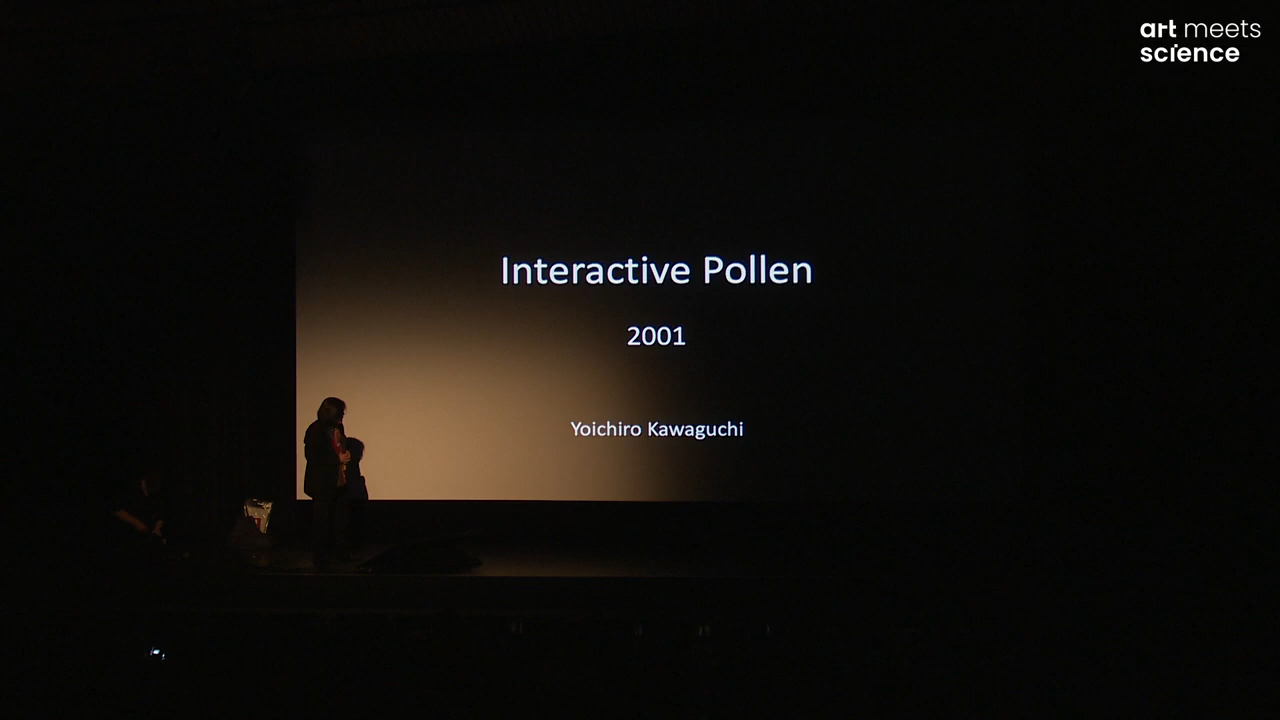 art meets
science
Interactive Pollen
2001
Yoichiro Kawaguchi